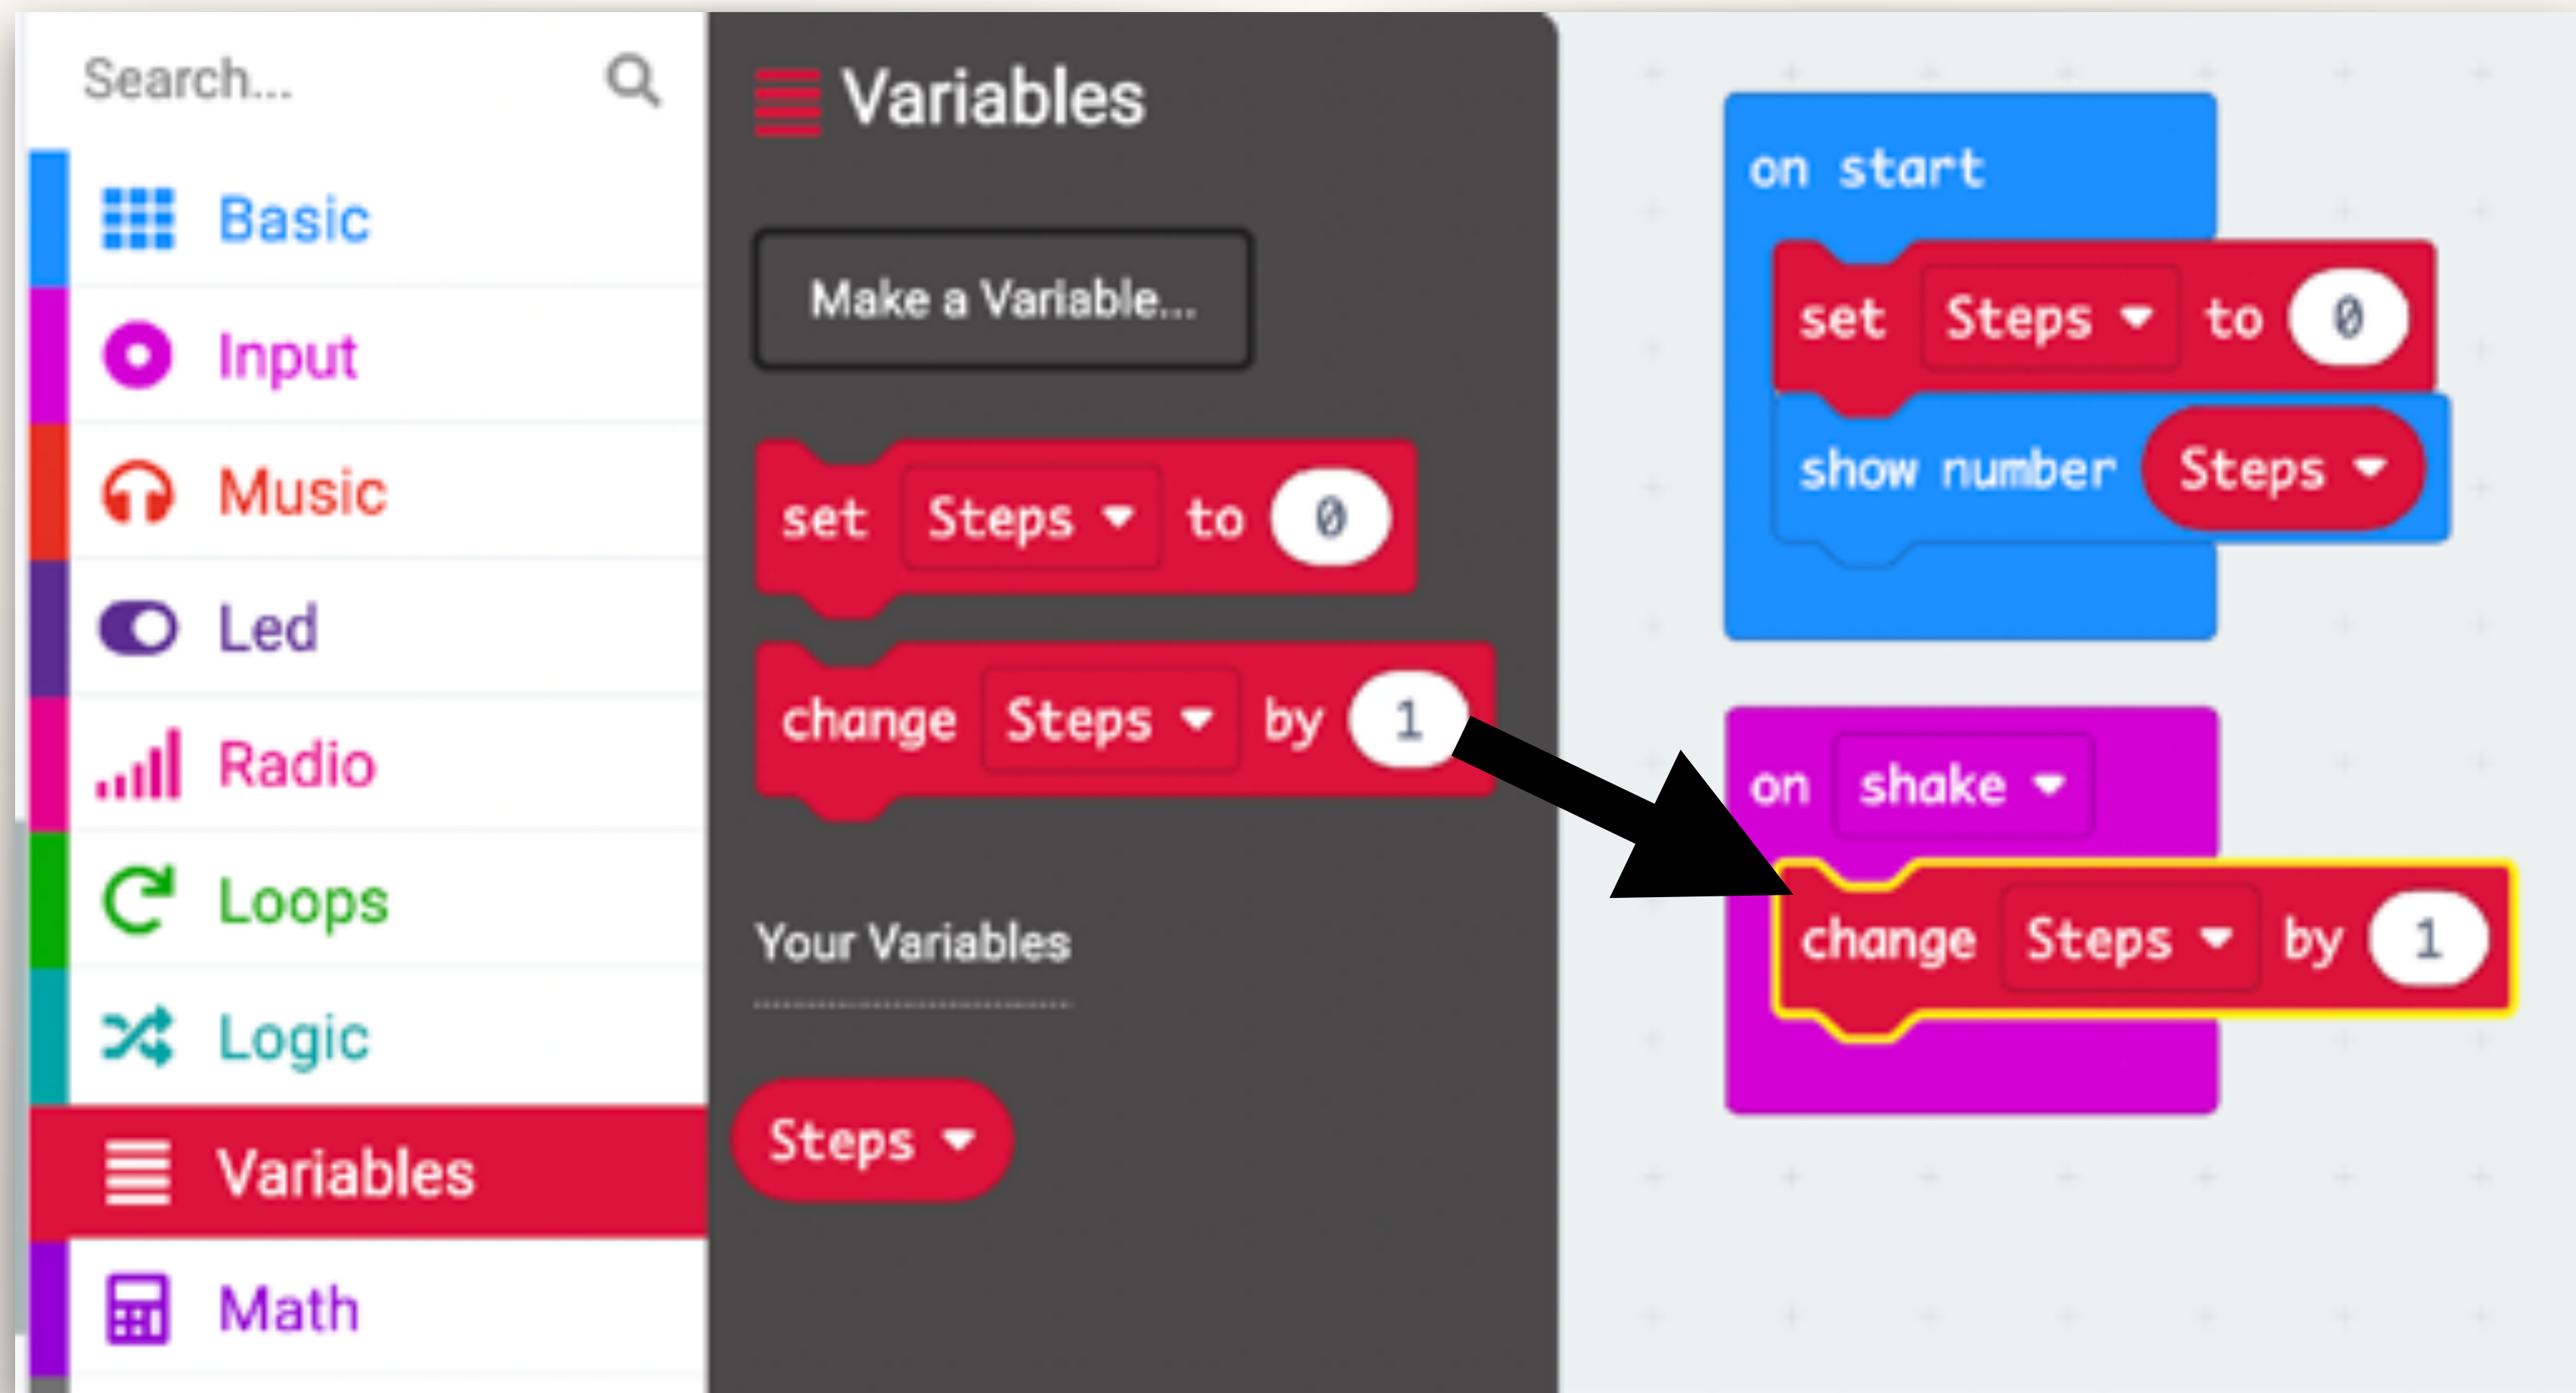 Search...
Basic
Input
Music
Led
Radio
Loops
Logic
Variables
Math
Variables
Make a Variable...
set Steps to 0
change Steps by 1
Your Variables
Steps
on start
set Steps to 0
show number Steps
on shake
change Steps by 1